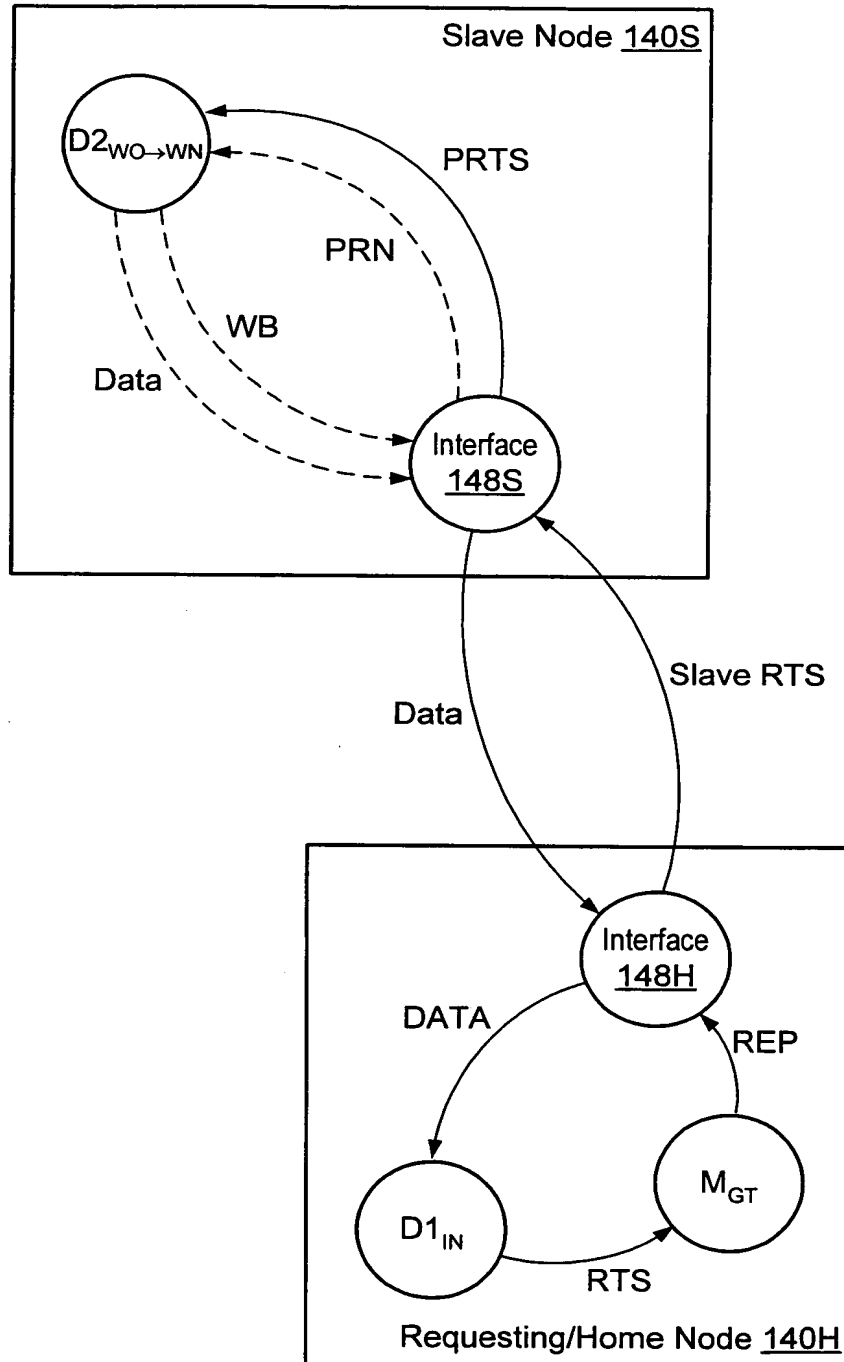 Slave Node 140S
D2WO→WN
PRTS
PRN
WB
Data
Interface
148S
Slave RTS
Data
Interface
148H
DATA
REP
MGT
D1IN
RTS
Requesting/Home Node 140H